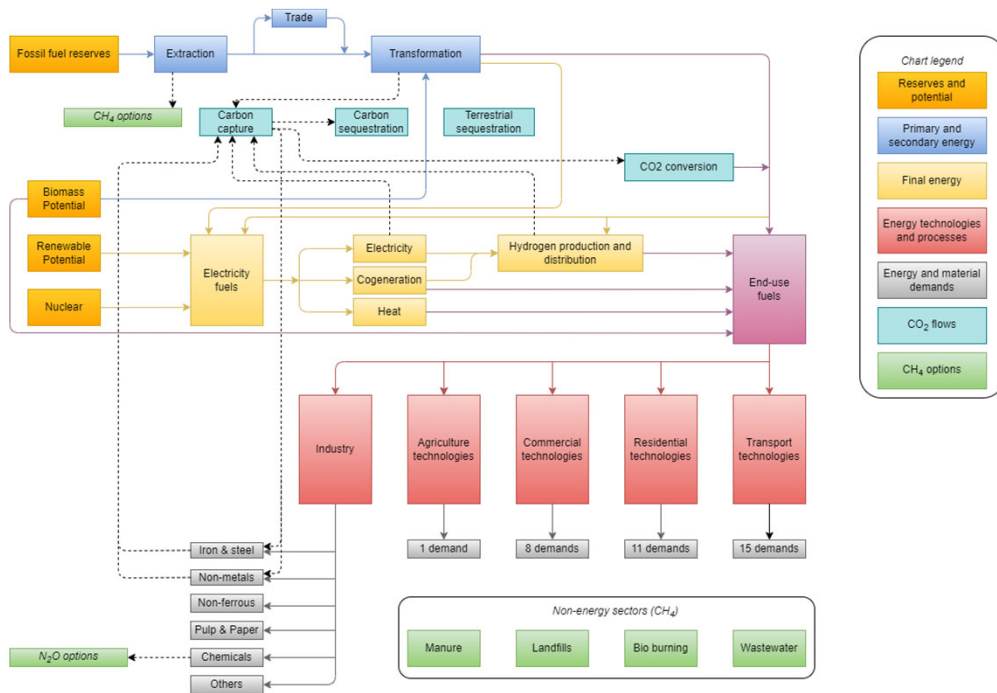 Trade
Fossil fuel reserves
Extraction
Transformation
CH₄ options
Carbon
capture
Carbon
sequestration
Terrestrial
sequestration
CO2 conversion
Biomass
Potential
Renewable
Potential
Nuclear
Electricity
fuels
Electricity
Cogeneration
Heat
Hydrogen production and
distribution
End-use
fuels
Industry
Agriculture
technologies
Commercial
technologies
Residential
technologies
Transport
technologies
1 demand
8 demands
11 demands
15 demands
Iron & steel
Non-metals
Non-ferrous
Pulp & Paper
Chemicals
Others
N₂O options
Non-energy sectors (CH₄)
Manure
Landfills
Bio burning
Wastewater
Chart legend
Reserves and
potential
Primary and
secondary energy
Final energy
Energy technologies
and processes
Energy and material
demands
CO₂ flows
CH₄ options